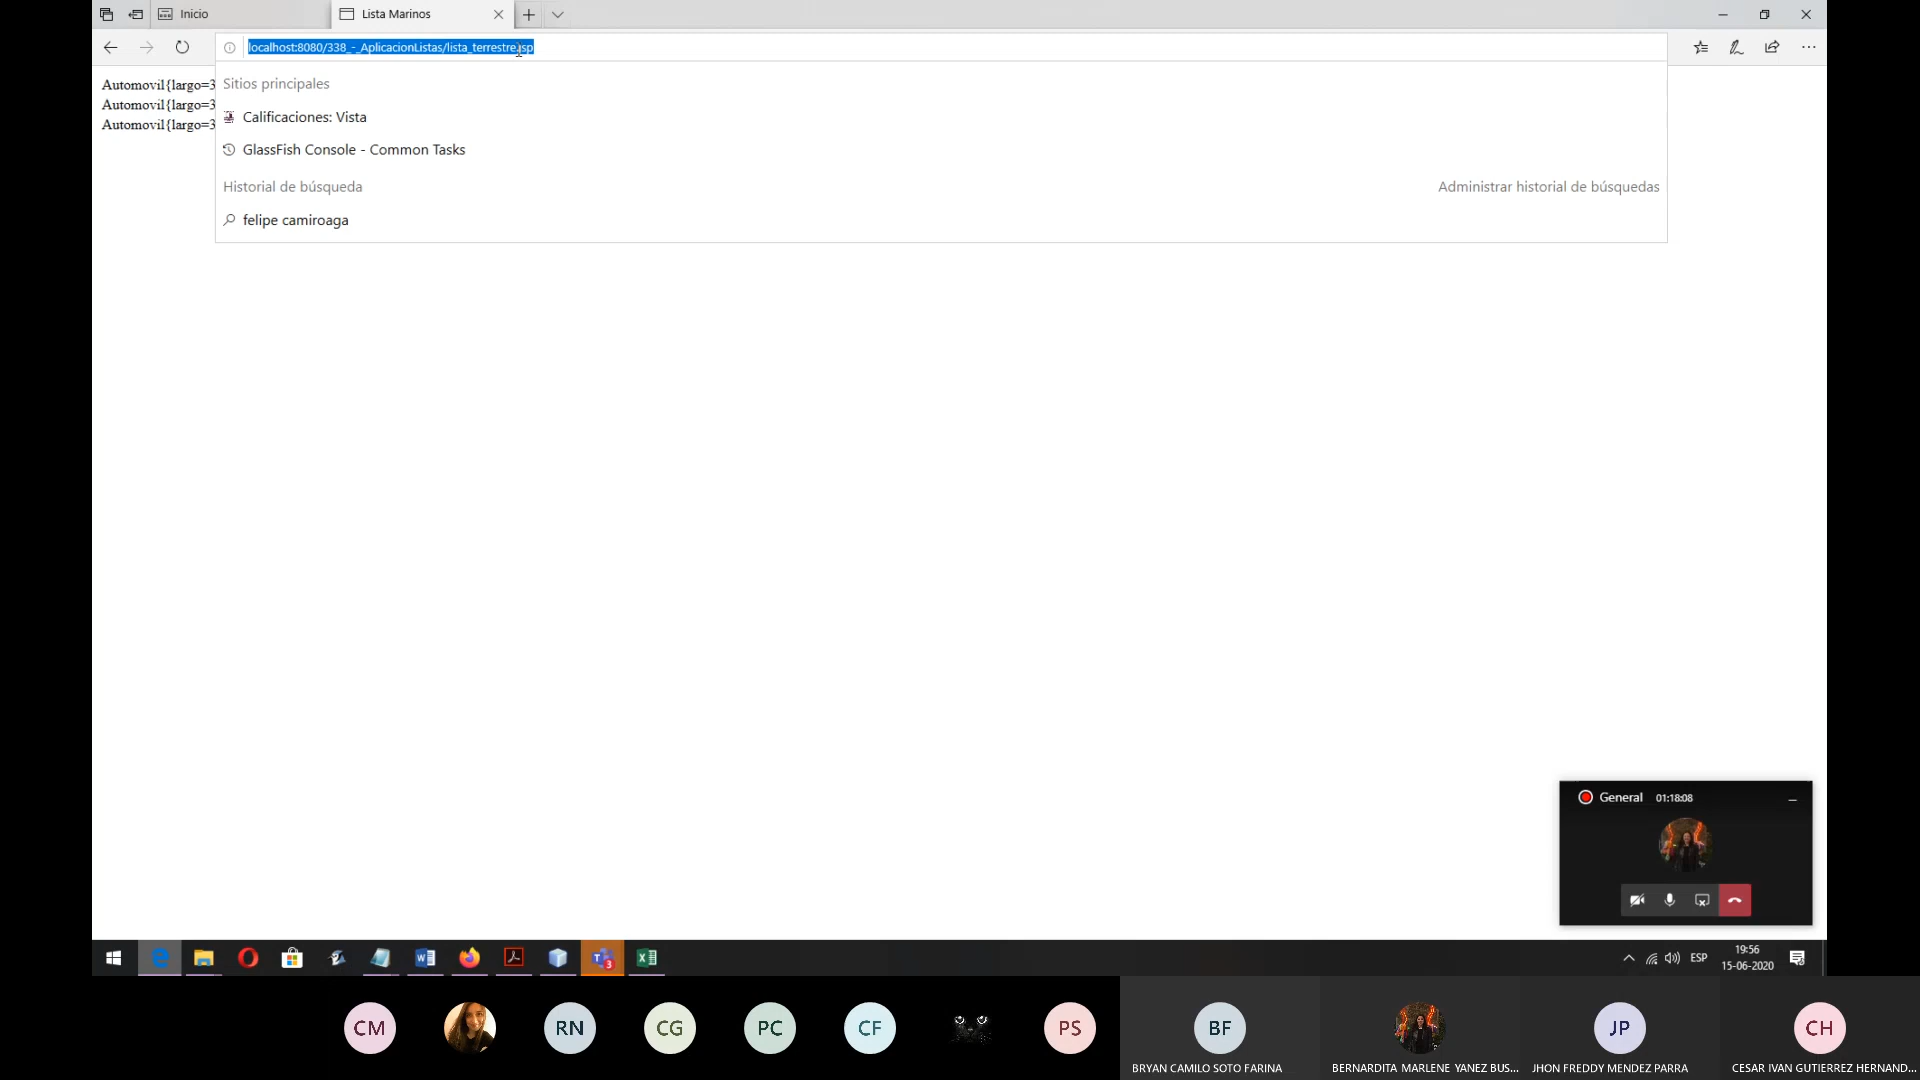 Inicio
Lista Marinos
localhost:8080/338_-_AplicacionListas/lista_terrestre.jsp
Automovil{largo=3
Automovil{largo=3
Automovil{largo=3
Sitios principales
Calificaciones: Vista
GlassFish Console - Common Tasks
Historial de búsqueda
Administrar historial de búsquedas
felipe camiroaga
General 01:18:08
ESP
19:56
15-06-2020
3
CM
RN
CG
PC
CF
PS
BF
JP
CH
BRYAN CAMILO SOTO FARINA
BERNARDITA MARLENE YANEZ BUS...
JHON FREDDY MENDEZ PARRA
CESAR IVAN GUTIERREZ HERNAND...